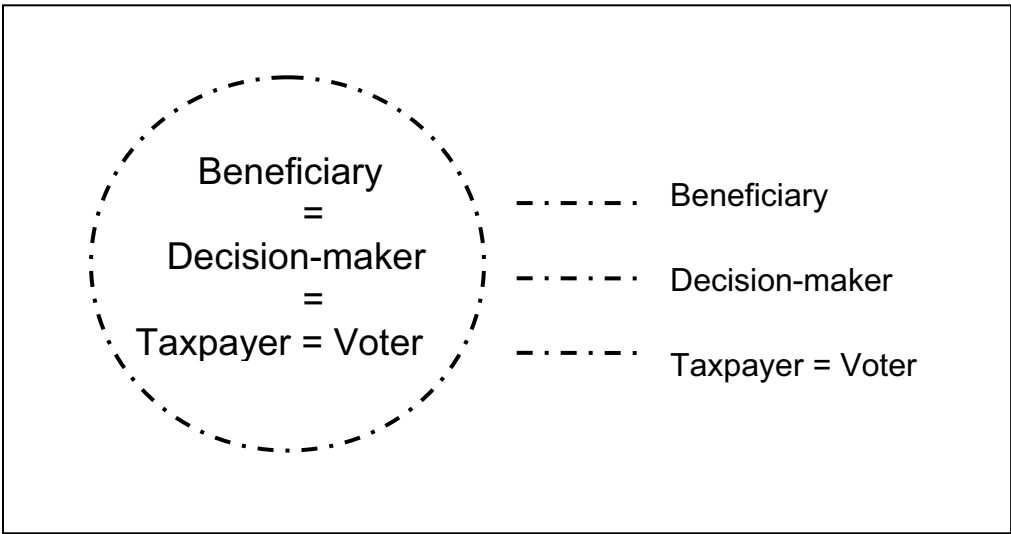 Beneficiary
=
Decision-maker
=
Taxpayer = Voter
Beneficiary
Decision-maker
Taxpayer = Voter